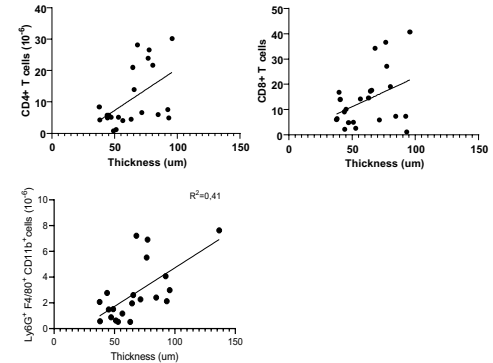 CD4+ T cells (10⁻⁶)
40
30
20
10
0
0 50 100 150
Thickness (um)
CD8+ T cells
50
40
30
20
10
0
0 50 100 150
Thickness (um)
Ly6G⁺ F4/80⁺ CD11b⁺cells (10⁻⁶)
R²=0,41
10
8
6
4
2
0
0 50 100 150
Thickness (um)